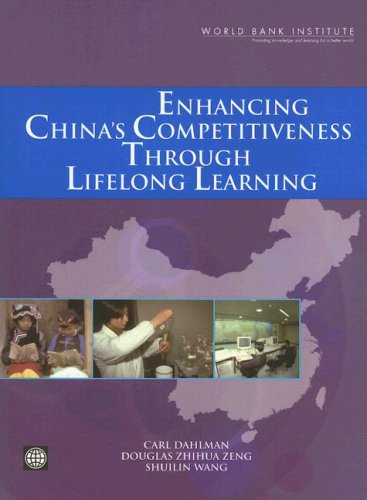 WORLD BANK INSTITUTE
Promoting knowledge and learning for a better world
ENHANCING
CHINA'S COMPETITIVENESS
THROUGH
LIFELONG LEARNING
CARL DAHLMAN
DOUGLAS ZHIHUA ZENG
SHUILIN WANG